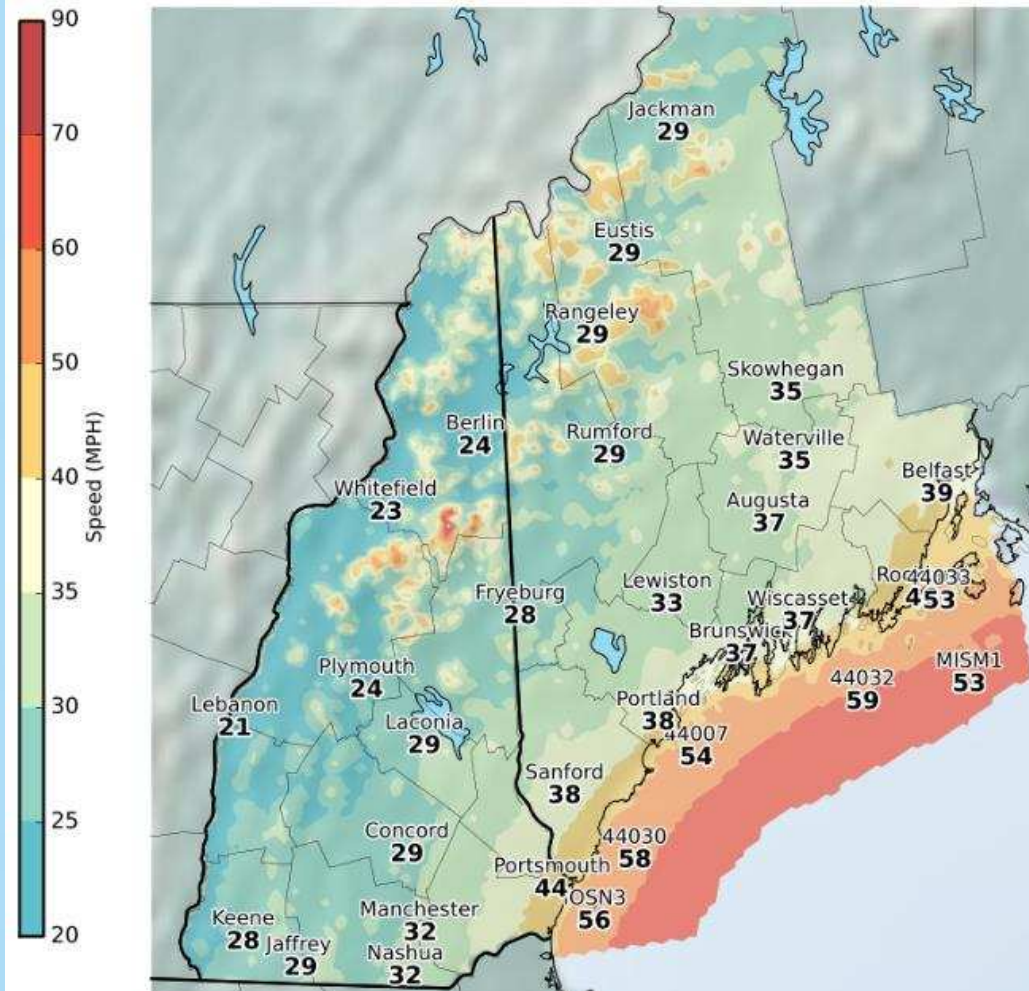 90
70
60
50
40
35
30
25
20
Speed (MPH)
Jackman
29
Eustis
29
Rangeley
29
Skowhegan
35
Berlin
24
Rumford
29
Waterville
35
Belfast
39
Whitefield
23
Augusta
37
44033
53
Fryeburg
28
Lewiston
33
Wiscasset
37
Brunswick
37
Plymouth
24
MISM1
53
44032
59
Lebanon
21
Portland
38
Laconia
29
44007
54
Sanford
38
Concord
29
44030
58
Portsmouth
44
OSN3
56
Keene
28
Manchester
32
Jaffrey
29
Nashua
32